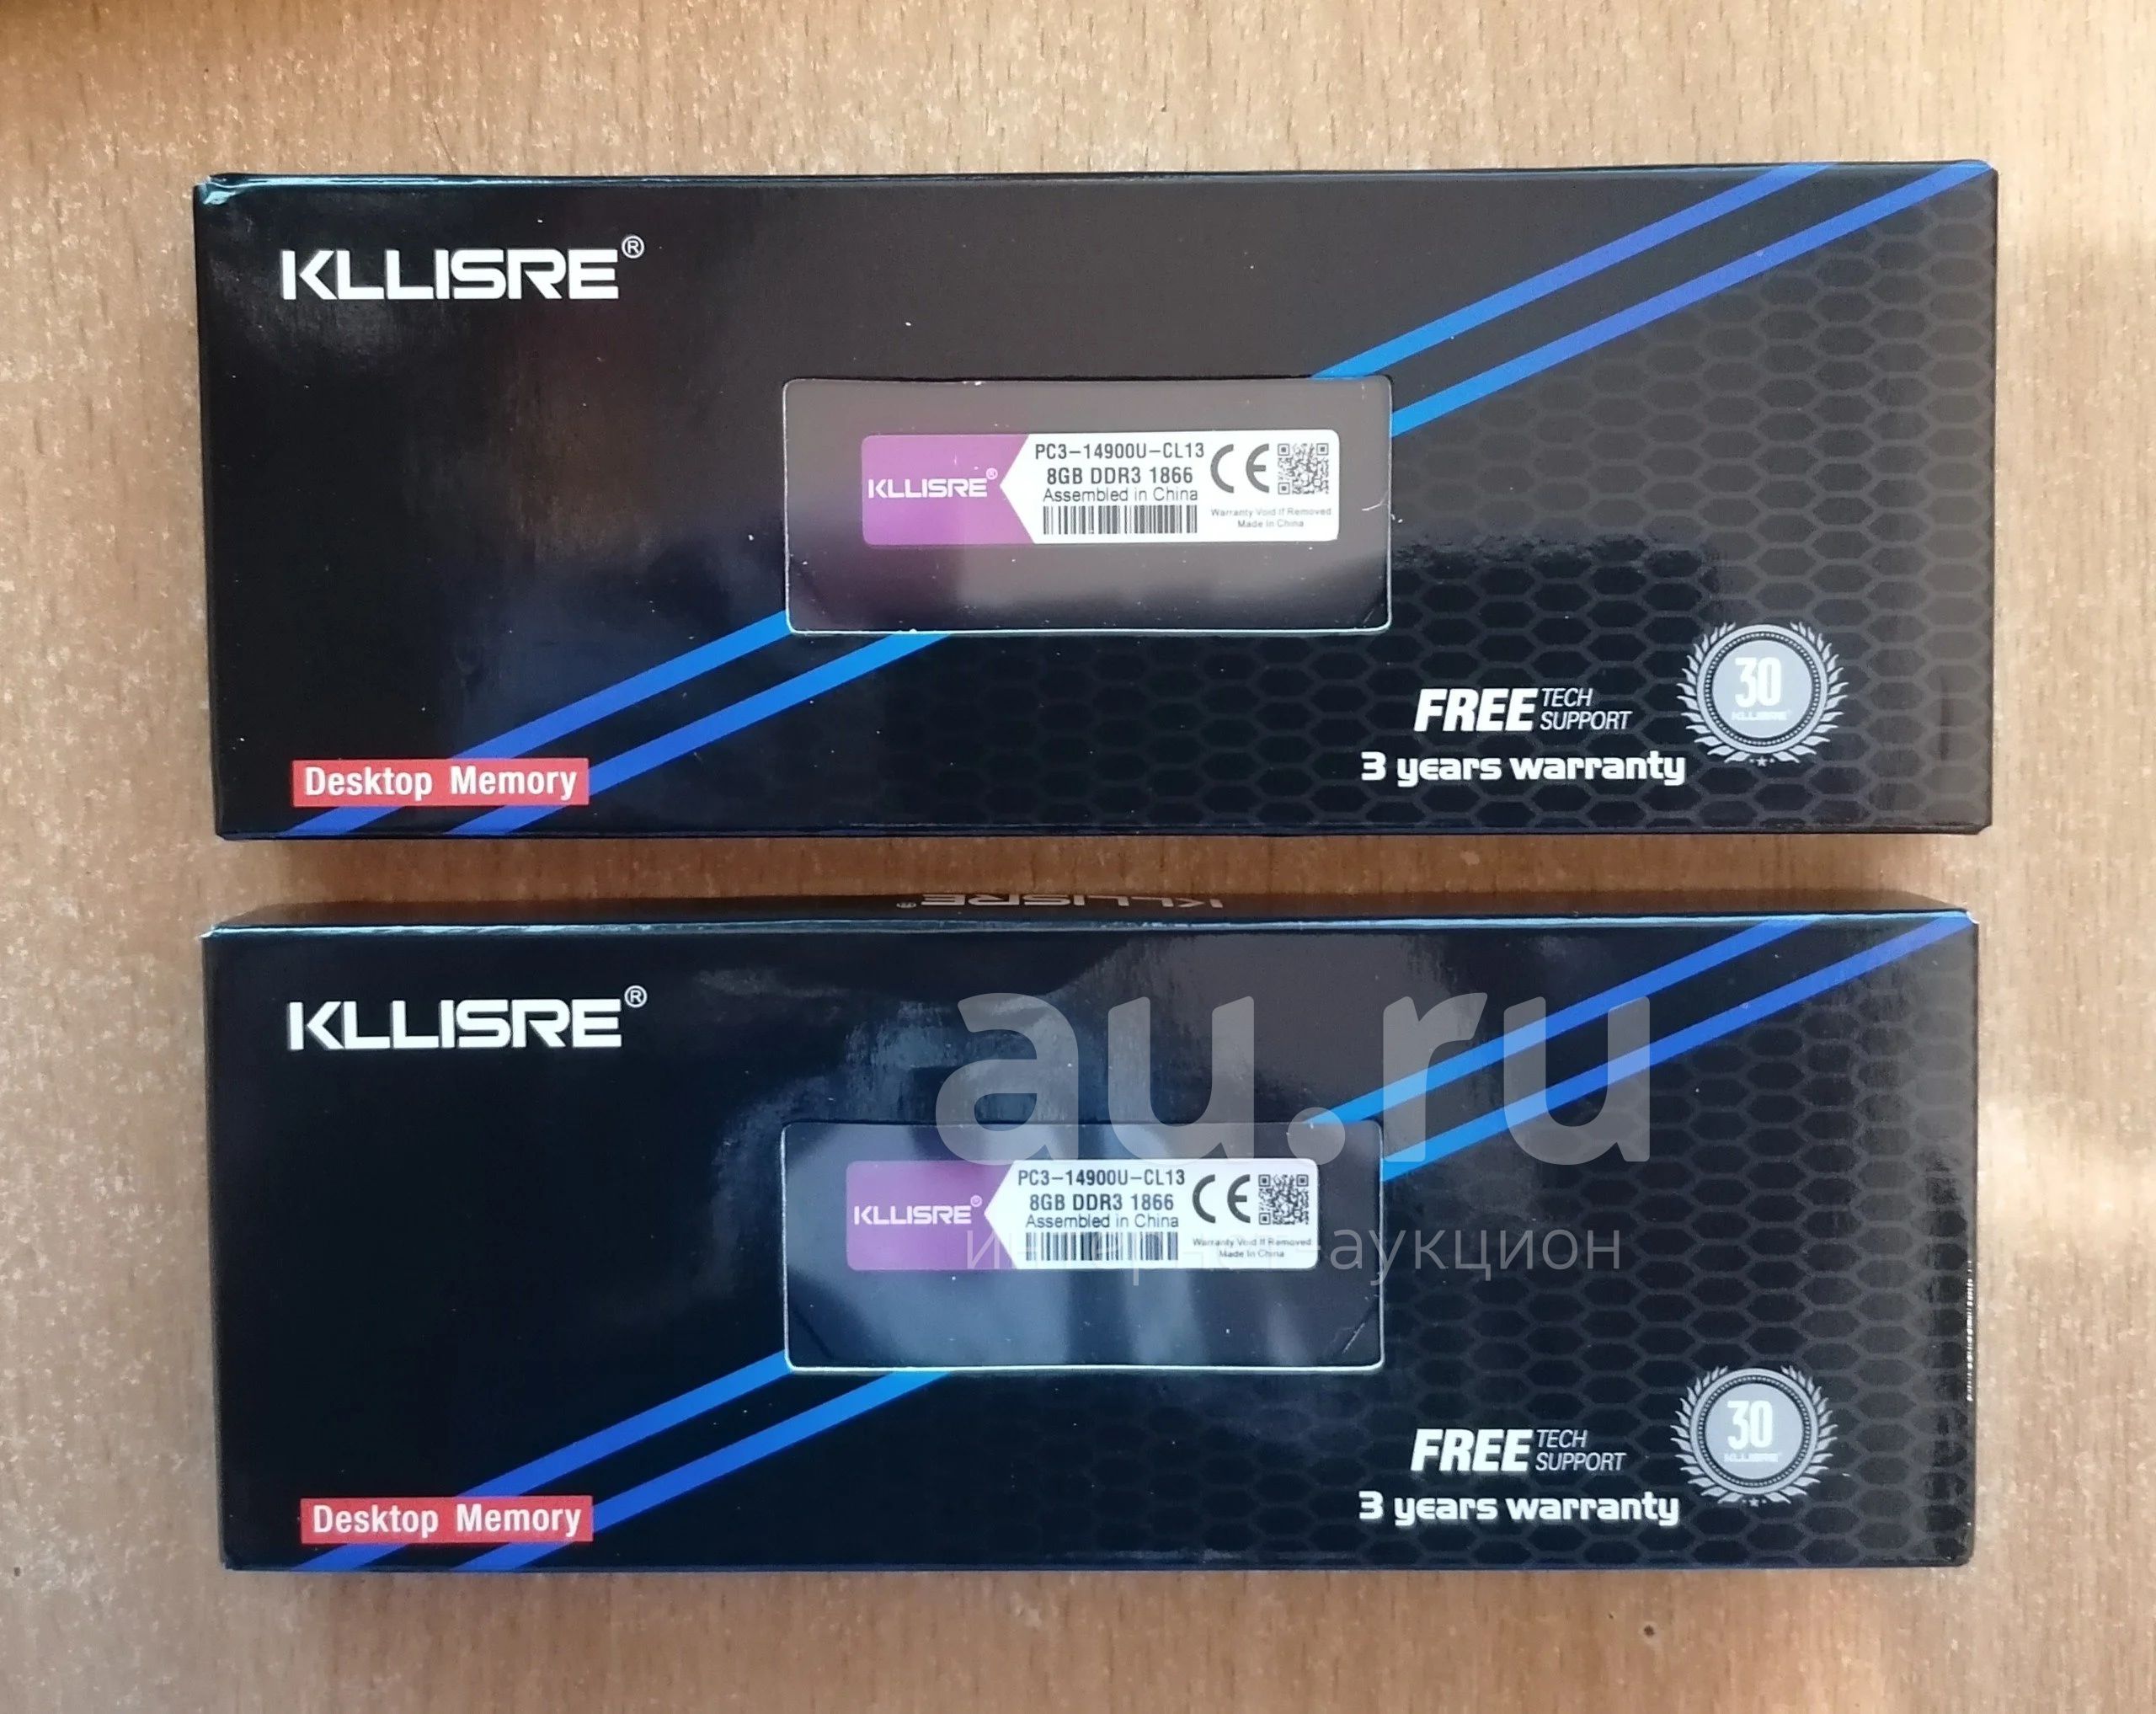 KLLISRE®
KLLISRE®
PC3-14900U-CL13
8GB DDR3 1866
Assembled in China
CE
Warranty Void If Removed
Made In China
FREE TECH SUPPORT
30
KLLISRE
3 years warranty
Desktop Memory
KLLISRE®
KLLISRE®
au.ru
KLLISRE®
PC3-14900U-CL13
8GB DDR3 1866
Assembled in China
CE
Warranty Void If Removed
Made In China
интернет-аукцион
FREE TECH SUPPORT
30
KLLISRE
3 years warranty
Desktop Memory